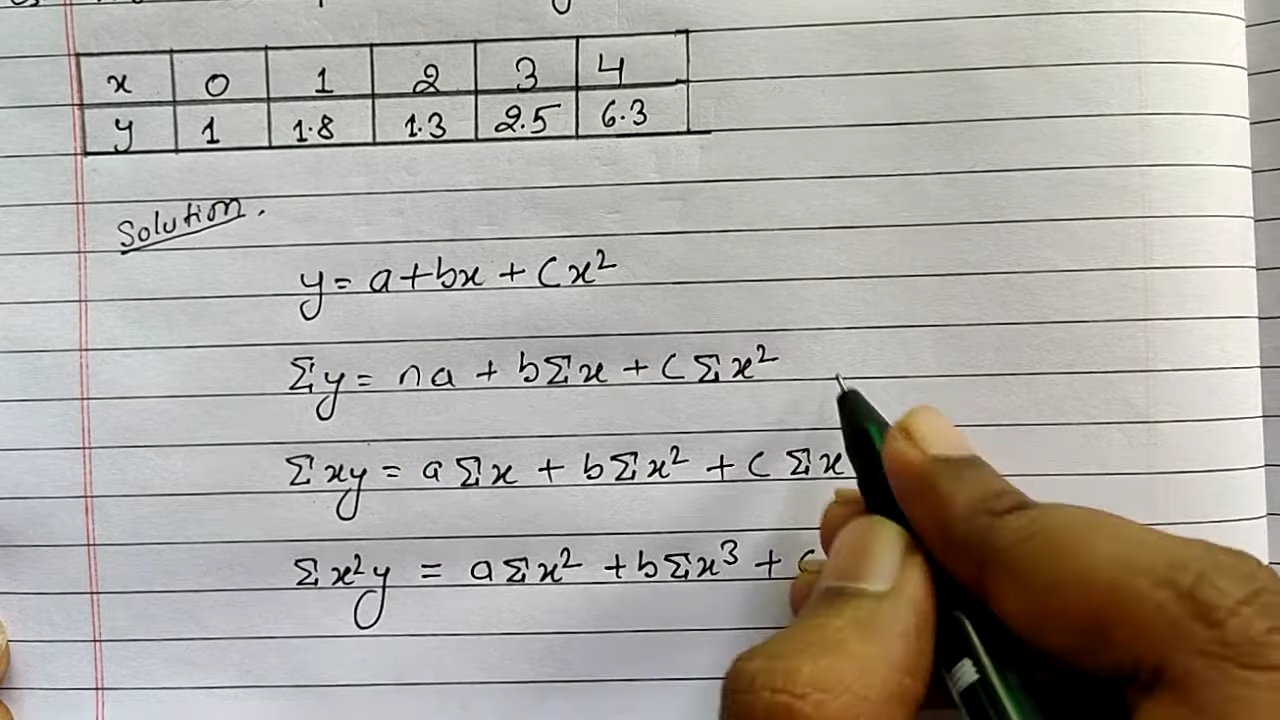 x 0 1 2 3 4
y 1 1.8 1.3 2.5 6.3
Solution.
y = a + bx + cx²
Σy = na + bΣx + cΣx²
Σxy = aΣx + bΣx² + cΣx
Σx²y = aΣx² + bΣx³ + c